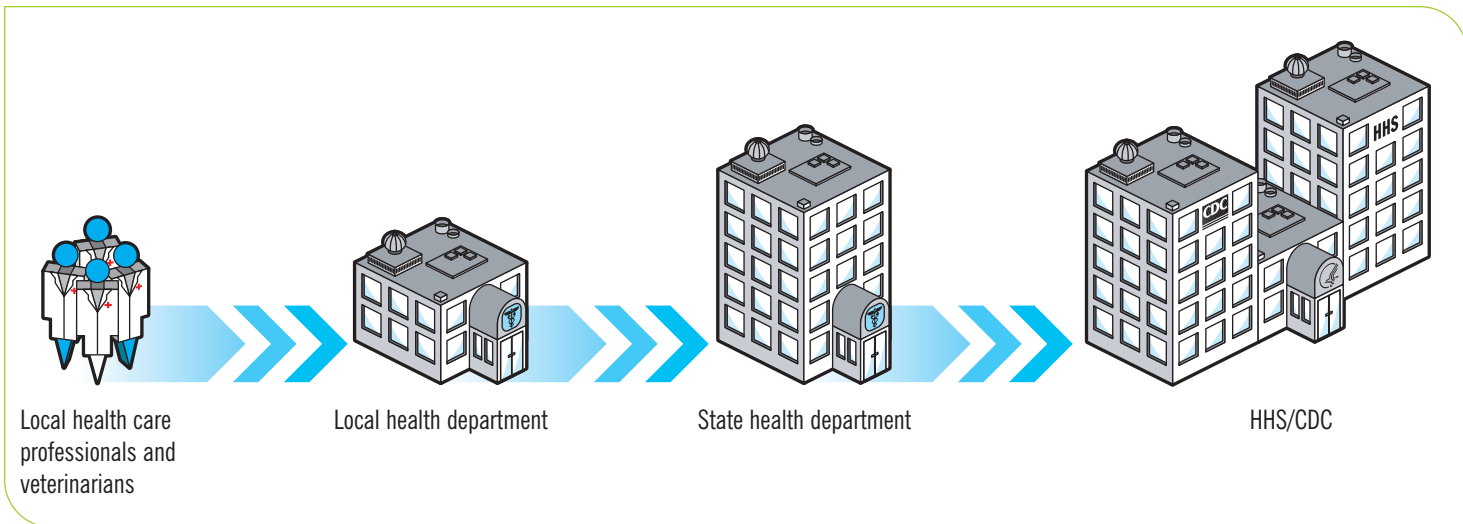 HHS
CDC
Local health care
professionals and
veterinarians
Local health department
State health department
HHS/CDC